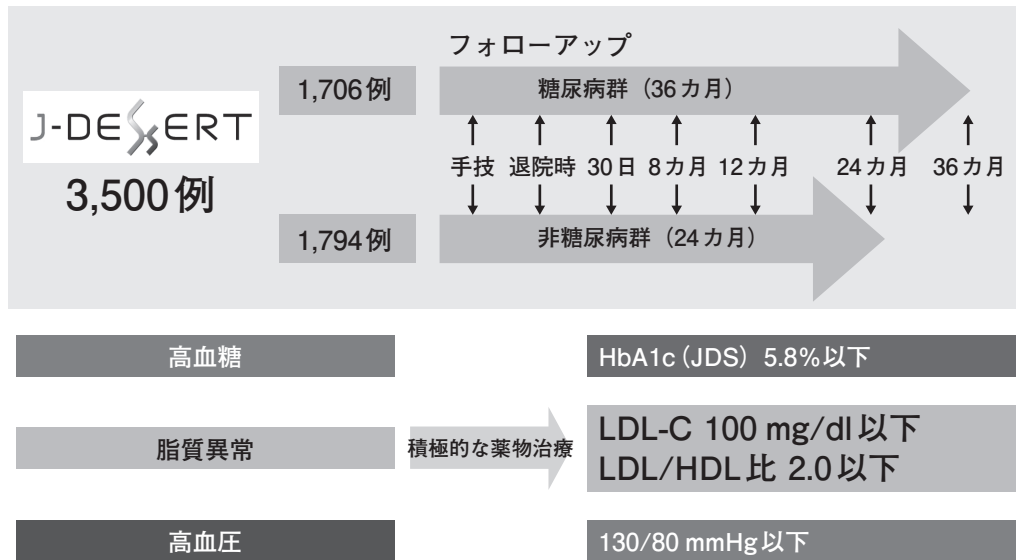 フォローアップ
1,706例
糖尿病群（36カ月）
J-DESSERT
3,500例
手技 退院時 30日 8カ月 12カ月 24カ月 36カ月
1,794例
非糖尿病群（24カ月）
高血糖
HbA1c（JDS）5.8%以下
脂質異常
積極的な薬物治療
LDL-C 100 mg/dl以下
LDL/HDL比 2.0以下
高血圧
130/80 mmHg以下